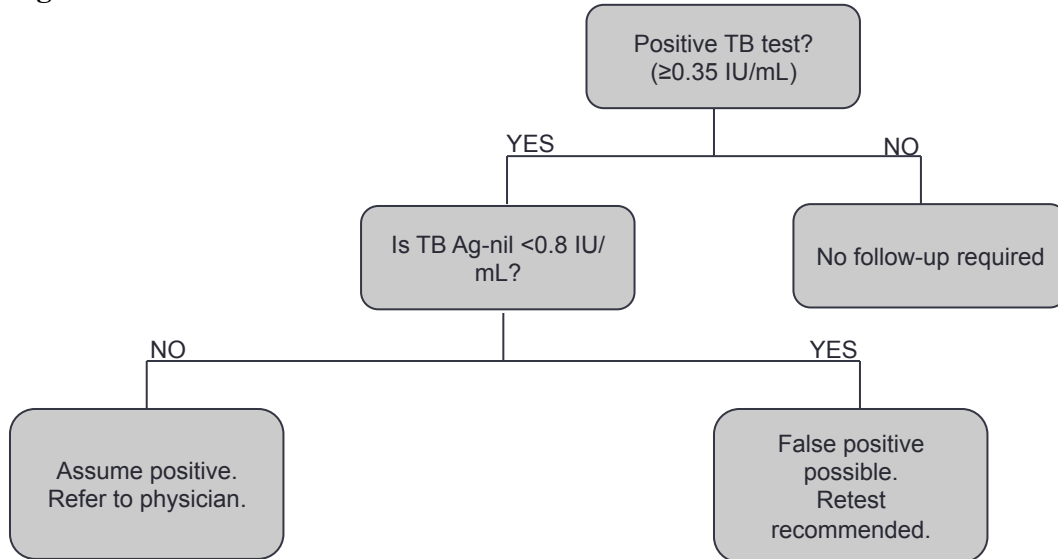 Positive TB test?
(≥0.35 IU/mL)
YES
NO
Is TB Ag-nil <0.8 IU/
mL?
No follow-up required
NO
YES
Assume positive.
Refer to physician.
False positive
possible.
Retest
recommended.